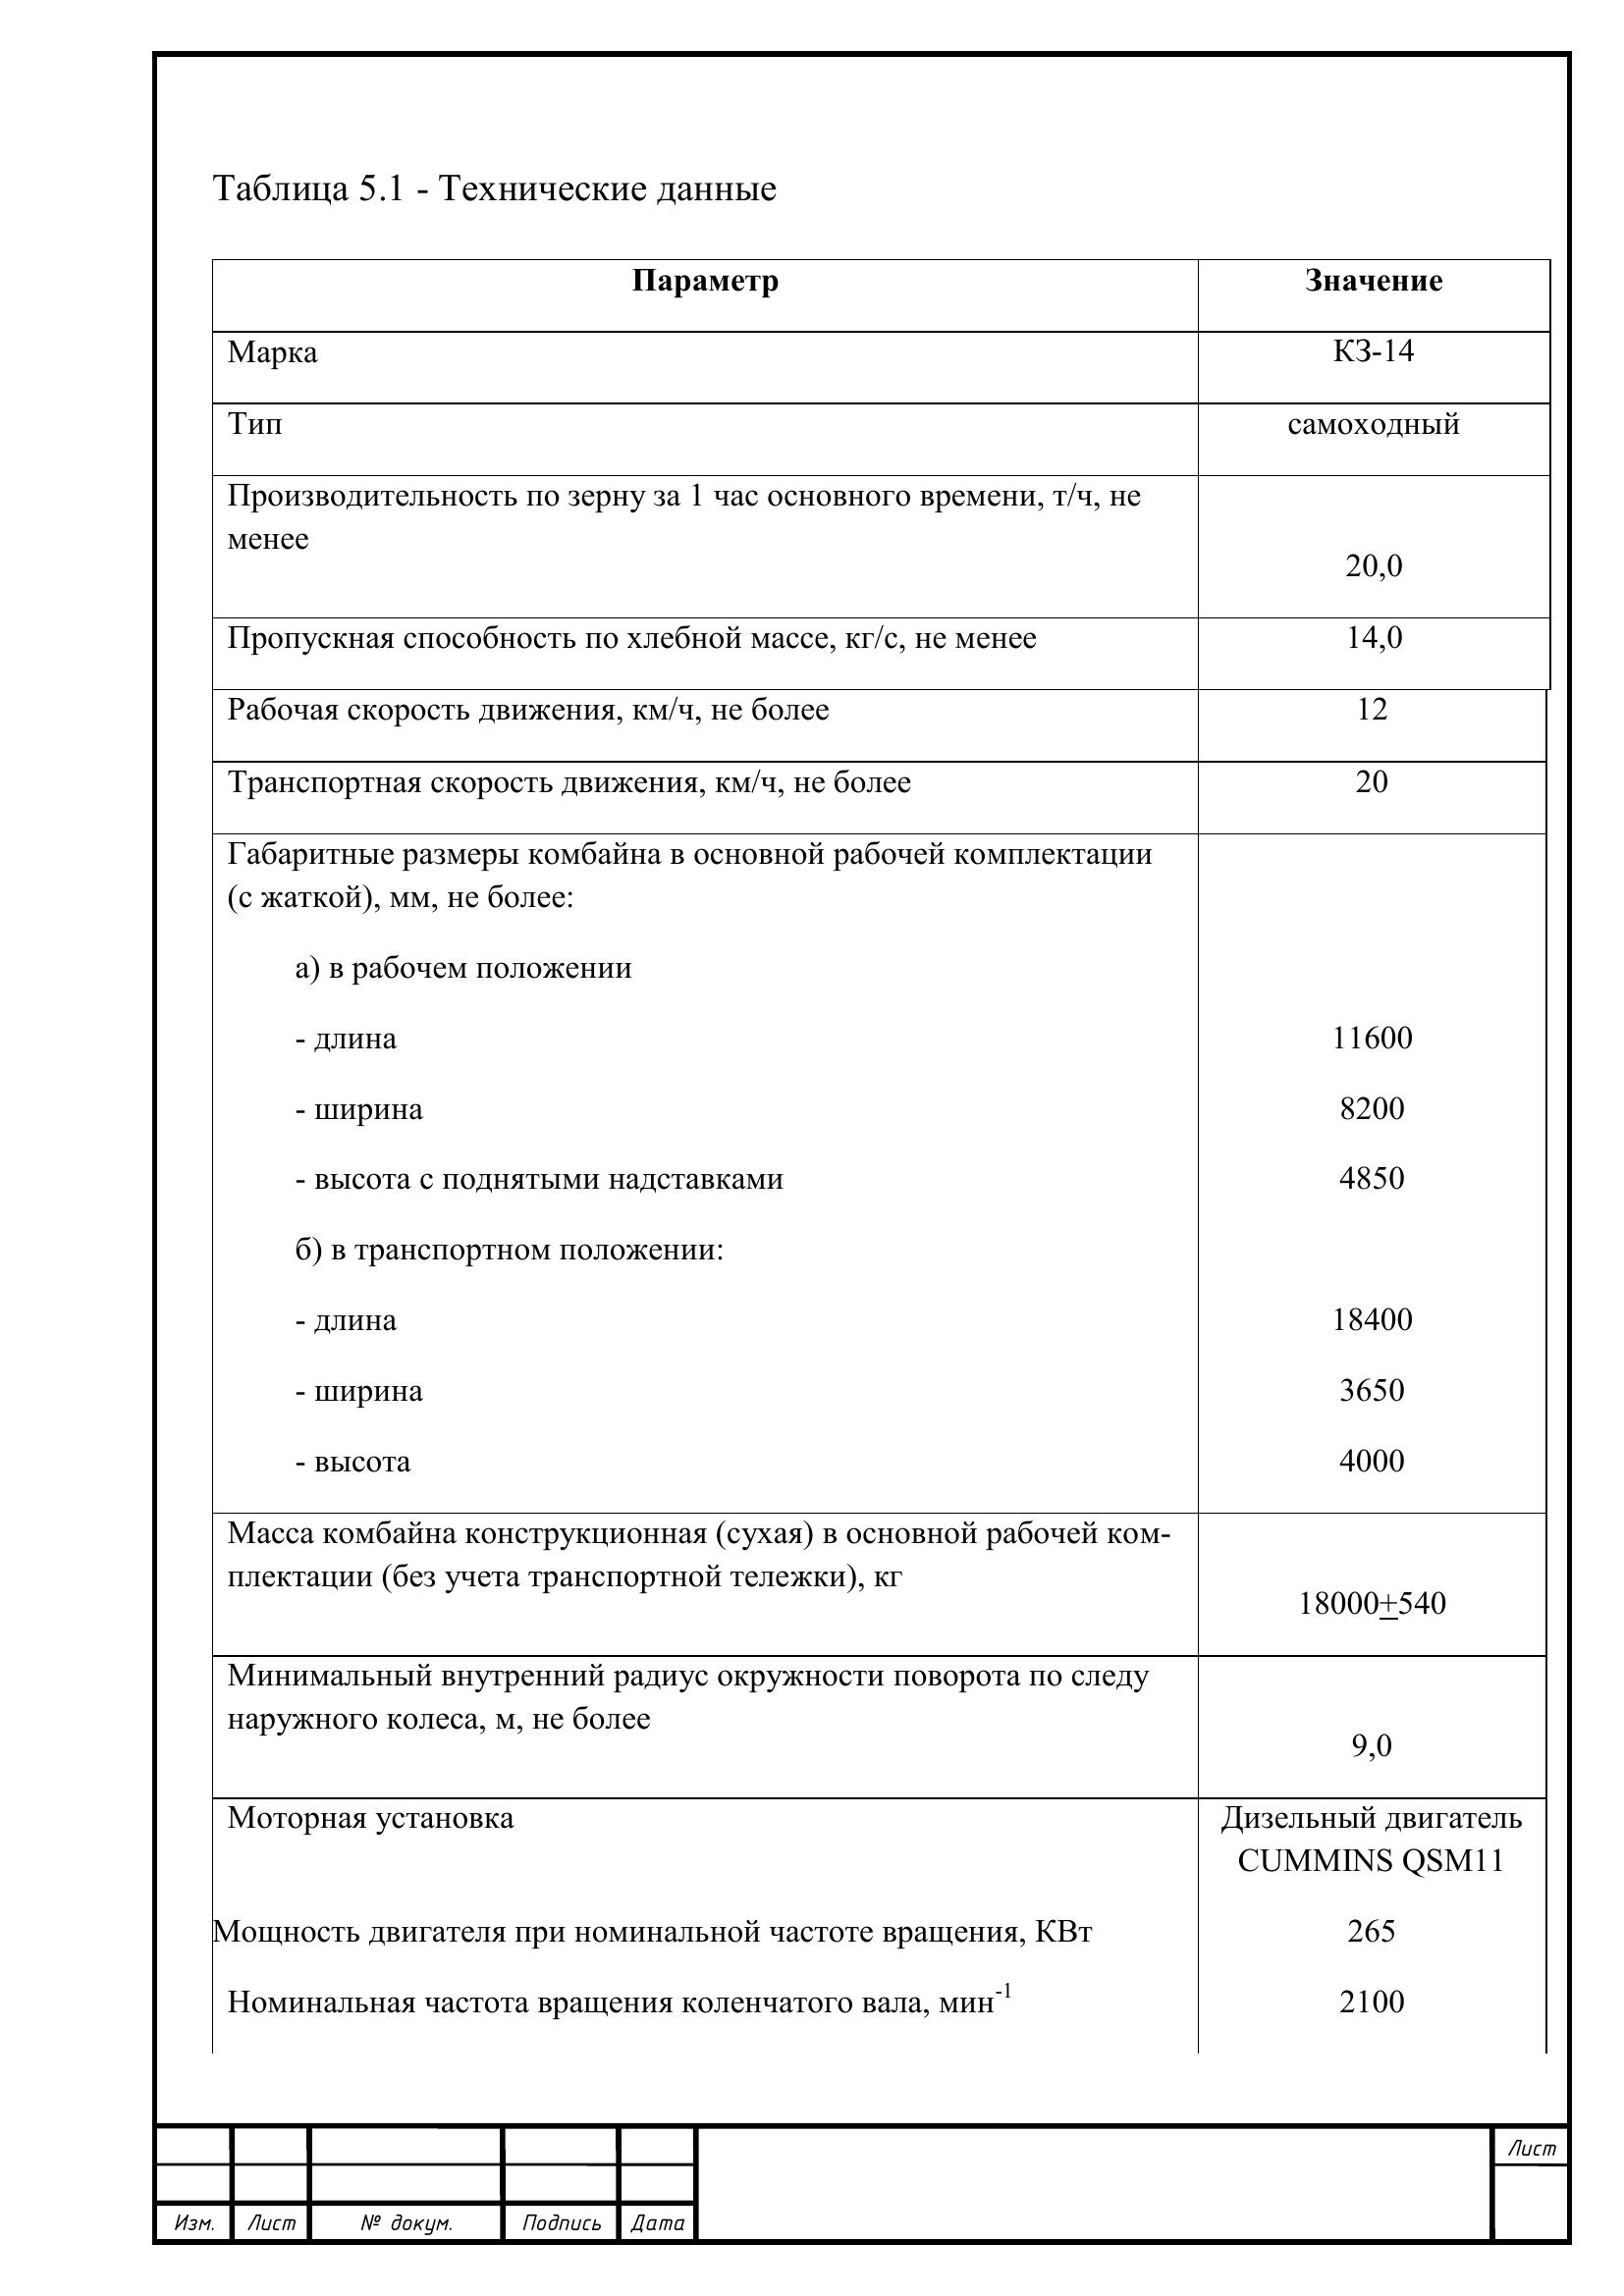 Таблица 5.1 - Технические данные
Параметр Значение
Марка КЗ-14
Тип самоходный
Производительность по зерну за 1 час основного времени, т/ч, не
менее
20,0
Пропускная способность по хлебной массе, кг/с, не менее 14,0
Рабочая скорость движения, км/ч, не более 12
Транспортная скорость движения, км/ч, не более 20
Габаритные размеры комбайна в основной рабочей комплектации
(с жаткой), мм, не более:
а) в рабочем положении
- длина 11600
- ширина 8200
- высота с поднятыми надставками 4850
б) в транспортном положении:
- длина 18400
- ширина 3650
- высота 4000
Масса комбайна конструкционная (сухая) в основной рабочей ком-
плектации (без учета транспортной тележки), кг
18000±540
Минимальный внутренний радиус окружности поворота по следу
наружного колеса, м, не более
9,0
Моторная установка Дизельный двигатель
CUMMINS QSM11
Мощность двигателя при номинальной частоте вращения, КВт 265
Номинальная частота вращения коленчатого вала, мин⁻¹ 2100
Лист
Изм. Лист № докум. Подпись Дата